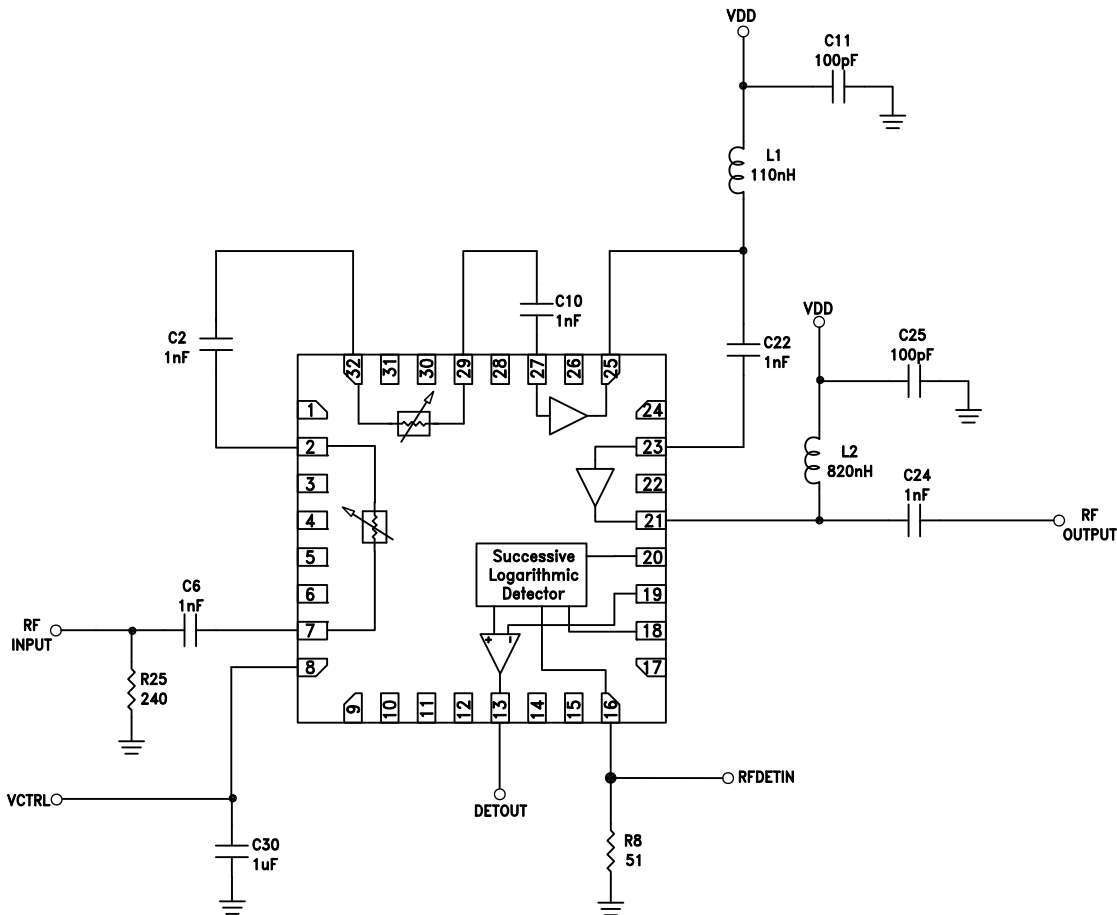 VDD
C11
100pF
L1
110nH
C2
1nF
C10
1nF
VDD
C25
100pF
C22
1nF
L2
820nH
C24
1nF
RF
OUTPUT
32
31
30
29
28
27
26
25
1
2
3
4
5
6
7
8
24
23
22
21
20
19
18
17
Successive
Logarithmic
Detector
+
-
C6
1nF
RF
INPUT
R25
240
9
10
11
12
13
14
15
16
VCTRL
C30
1uF
DETOUT
RFDETIN
R8
51